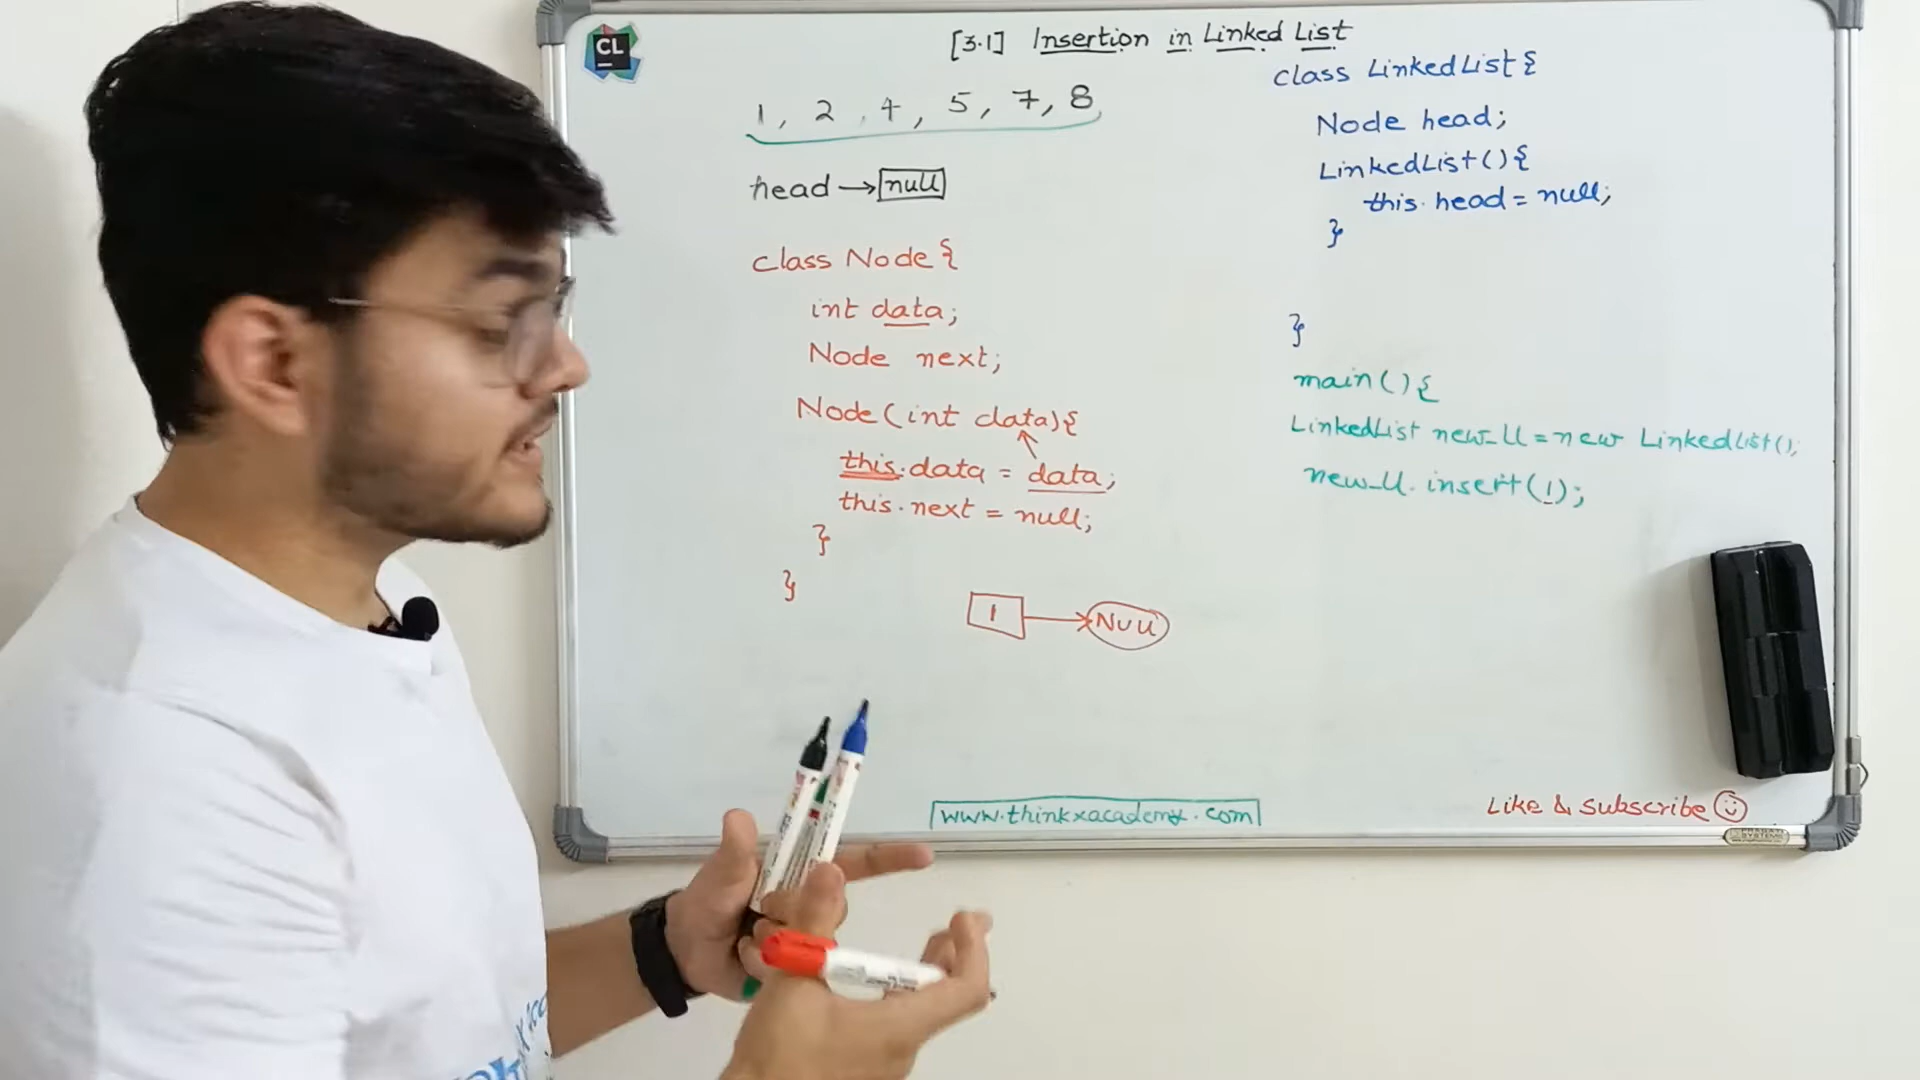 CL
[3.1] Insertion in Linked List
1, 2, 4, 5, 7, 8
head → null
class Node {
int data;
Node next;
Node (int data) {
this.data = data;
this.next = null;
}
}
1 → Null
class LinkedList {
Node head;
LinkedList () {
this.head = null;
}
}
main () {
LinkedList new_ll = new LinkedList();
new_ll.insert(1);
www.thinkxacademy.com
Like & Subscribe